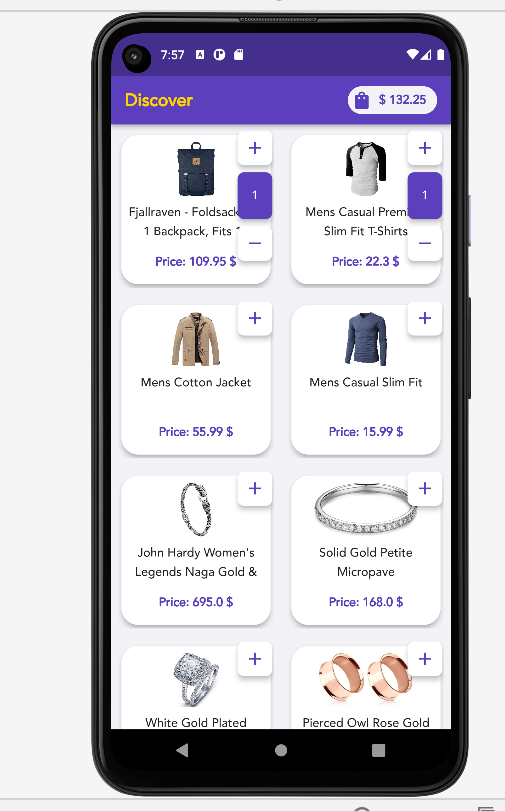 7:57
Discover
$ 132.25
+
+
1
1
Fjallraven - Foldsack
Mens Casual
1 Backpack, Fits
Slim Fit T-Shirts
−
−
Price: 109.95 $
Price: 22.3 $
+
+
Mens Cotton Jacket
Mens Casual Slim Fit
Price: 55.99 $
Price: 15.99 $
+
+
John Hardy Women's
Solid Gold Petite
Legends Naga Gold &
Micropave
Price: 695.0 $
Price: 168.0 $
+
+
White Gold Plated
Pierced Owl Rose Gold